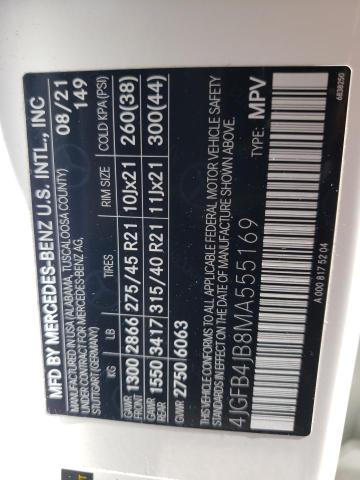 MFD BY MERCEDES-BENZ U.S. INTL., INC
MANUFACTURED IN USA (ALABAMA, TUSCALOOSA COUNTY)
UNDER CONTRACT FOR MERCEDES-BENZ AG,
STUTTGART (GERMANY)
08/21
149
KG LB TIRES RIM SIZE COLD KPA (PSI)
GAWR FRONT 1300 2866 275/45 R21 10Jx21 260(38)
GAWR REAR 1550 3417 315/40 R21 11Jx21 300(44)
GVWR 2750 6063
THIS VEHICLE CONFORMS TO ALL APPLICABLE FEDERAL MOTOR VEHICLE SAFETY
STANDARDS IN EFFECT ON THE DATE OF MANUFACTURE SHOWN ABOVE.
4JGFB4JB8MA555169
TYPE: MPV
A 000 817 52 04
6838250